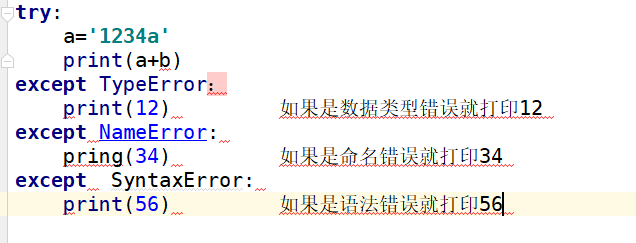 try:
a='1234a'
print(a+b)
except TypeError：
print(12) 如果是数据类型错误就打印12
except NameError:
pring(34) 如果是命名错误就打印34
except SyntaxError:
print(56) 如果是语法错误就打印56